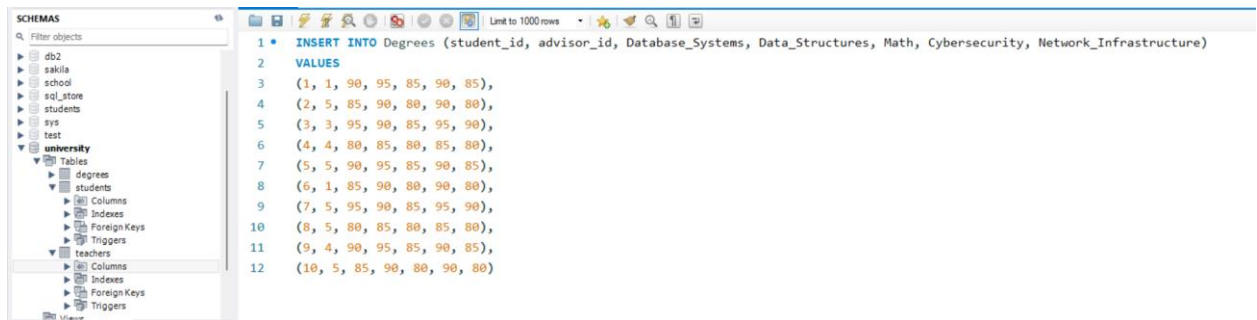 SCHEMAS
Filter objects
db2
sakila
school
sql_store
students
sys
test
university
Tables
degrees
students
Columns
Indexes
Foreign Keys
Triggers
teachers
Columns
Indexes
Foreign Keys
Triggers
Views
Limit to 1000 rows
1 INSERT INTO Degrees (student_id, advisor_id, Database_Systems, Data_Structures, Math, Cybersecurity, Network_Infrastructure)
2 VALUES
3 (1, 1, 90, 95, 85, 90, 85),
4 (2, 5, 85, 90, 80, 90, 80),
5 (3, 3, 95, 90, 85, 95, 90),
6 (4, 4, 80, 85, 80, 85, 80),
7 (5, 5, 90, 95, 85, 90, 85),
8 (6, 1, 85, 90, 80, 90, 80),
9 (7, 5, 95, 90, 85, 95, 90),
10 (8, 5, 80, 85, 80, 85, 80),
11 (9, 4, 90, 95, 85, 90, 85),
12 (10, 5, 85, 90, 80, 90, 80)